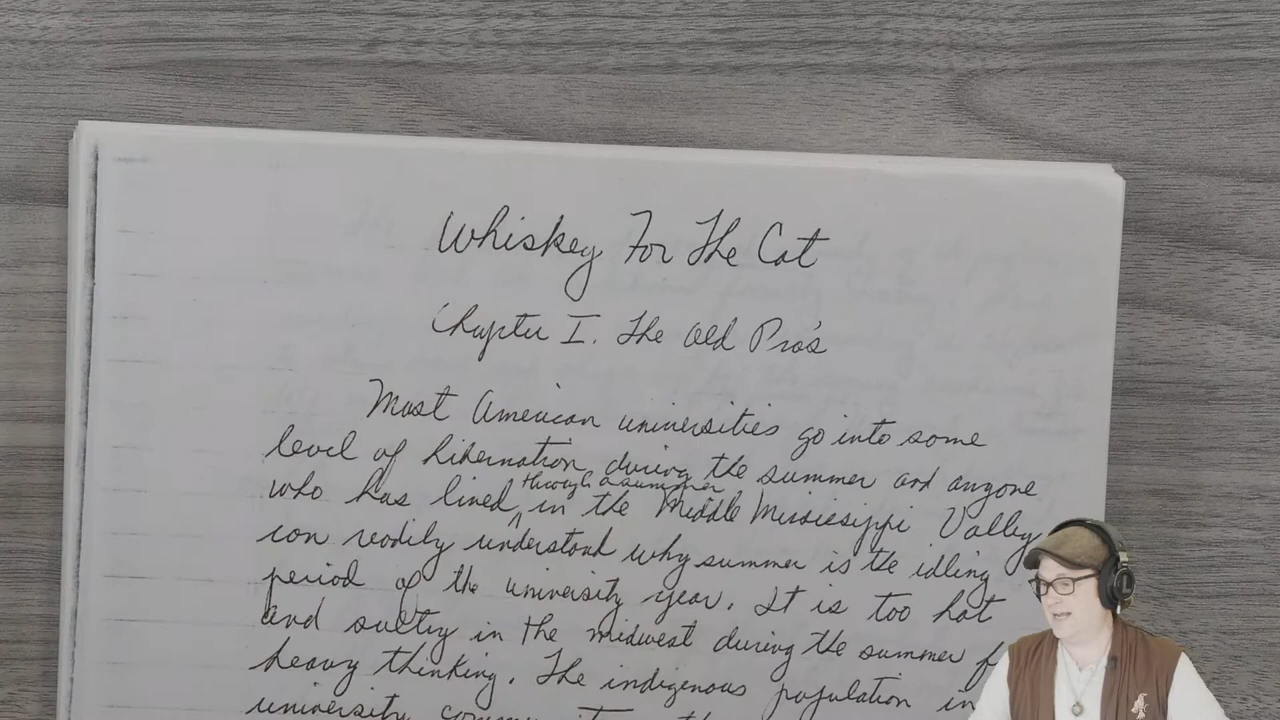 Whiskey For The Cat
Chapter I. The Old Pro's
Most American universities go into some
level of hibernation during the summer and anyone
through a summer
who has lived in the Middle Mississippi Valley
can readily understand why summer is the idling
period of the university year. It is too hot
and sultry in the midwest during the summer
heavy thinking. The indigenous population in
university